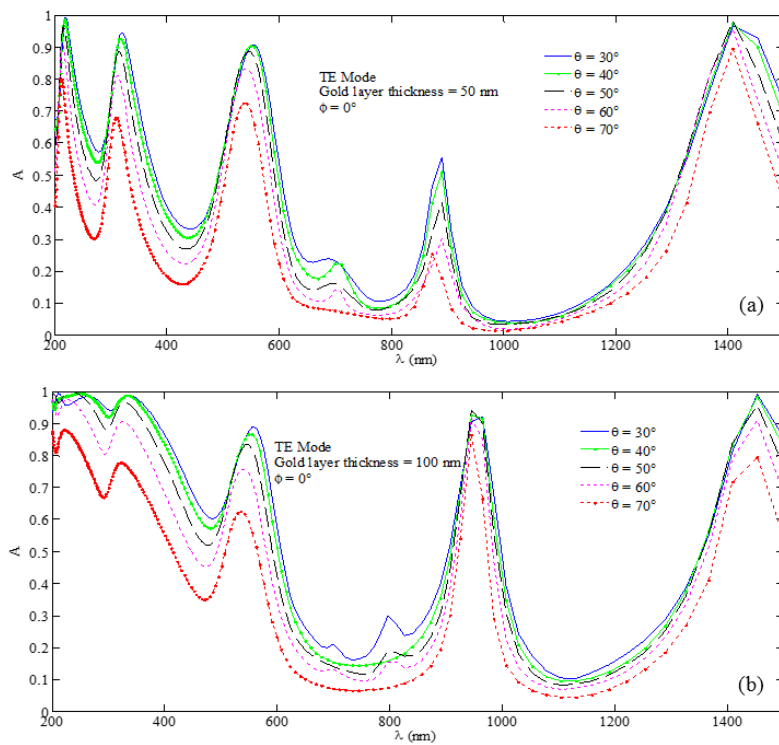 1
0.9
0.8
0.7
0.6
0.5
0.4
0.3
0.2
0.1
0
A
TE Mode
Gold layer thickness = 50 nm
ϕ = 0°
θ = 30°
θ = 40°
θ = 50°
θ = 60°
θ = 70°
(a)
200 400 600 800 1000 1200 1400
λ (nm)
1
0.9
0.8
0.7
0.6
0.5
0.4
0.3
0.2
0.1
0
A
TE Mode
Gold layer thickness = 100 nm
ϕ = 0°
θ = 30°
θ = 40°
θ = 50°
θ = 60°
θ = 70°
(b)
200 400 600 800 1000 1200 1400
λ (nm)